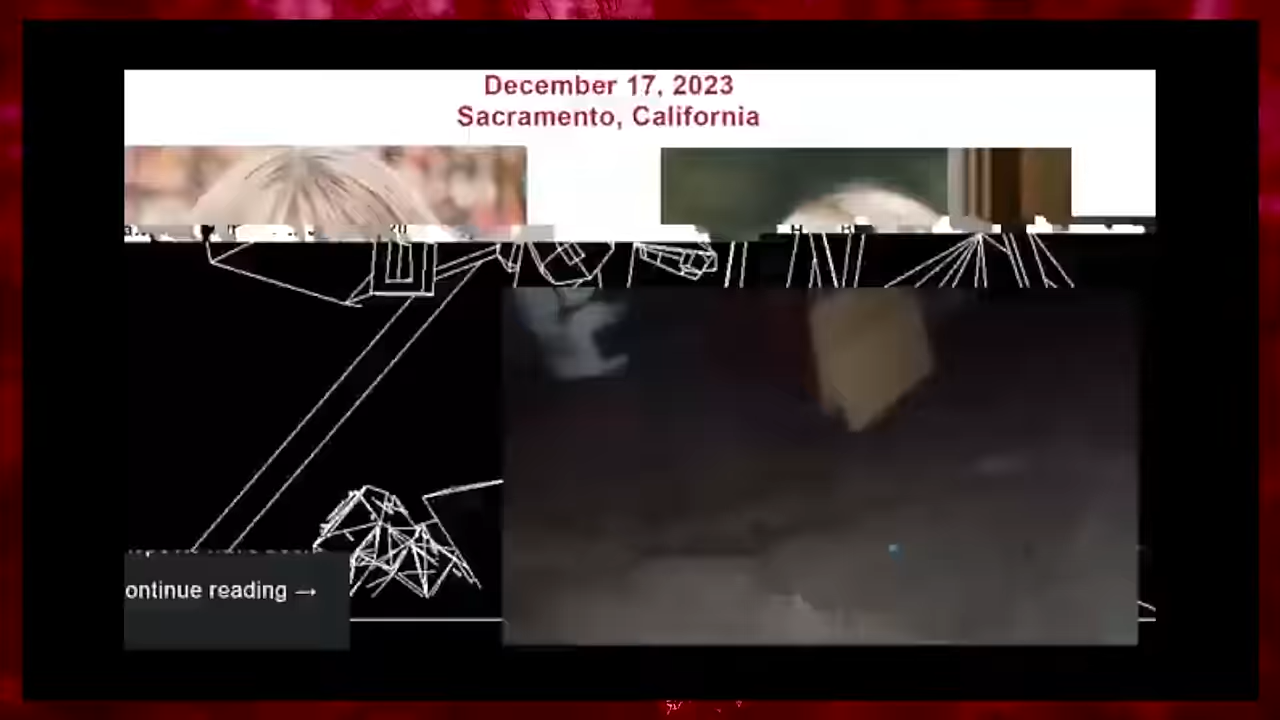 December 17, 2023
Sacramento, California
ontinue reading →